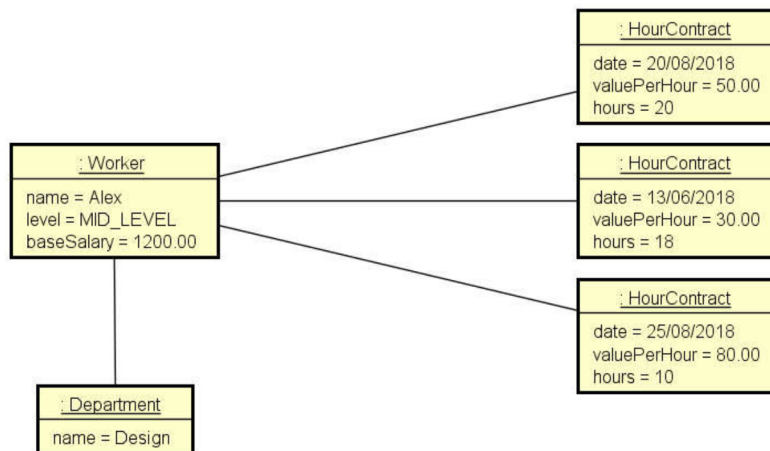 : HourContract
date = 20/08/2018
valuePerHour = 50.00
hours = 20
: Worker
name = Alex
level = MID_LEVEL
baseSalary = 1200.00
: HourContract
date = 13/06/2018
valuePerHour = 30.00
hours = 18
: HourContract
date = 25/08/2018
valuePerHour = 80.00
hours = 10
: Department
name = Design